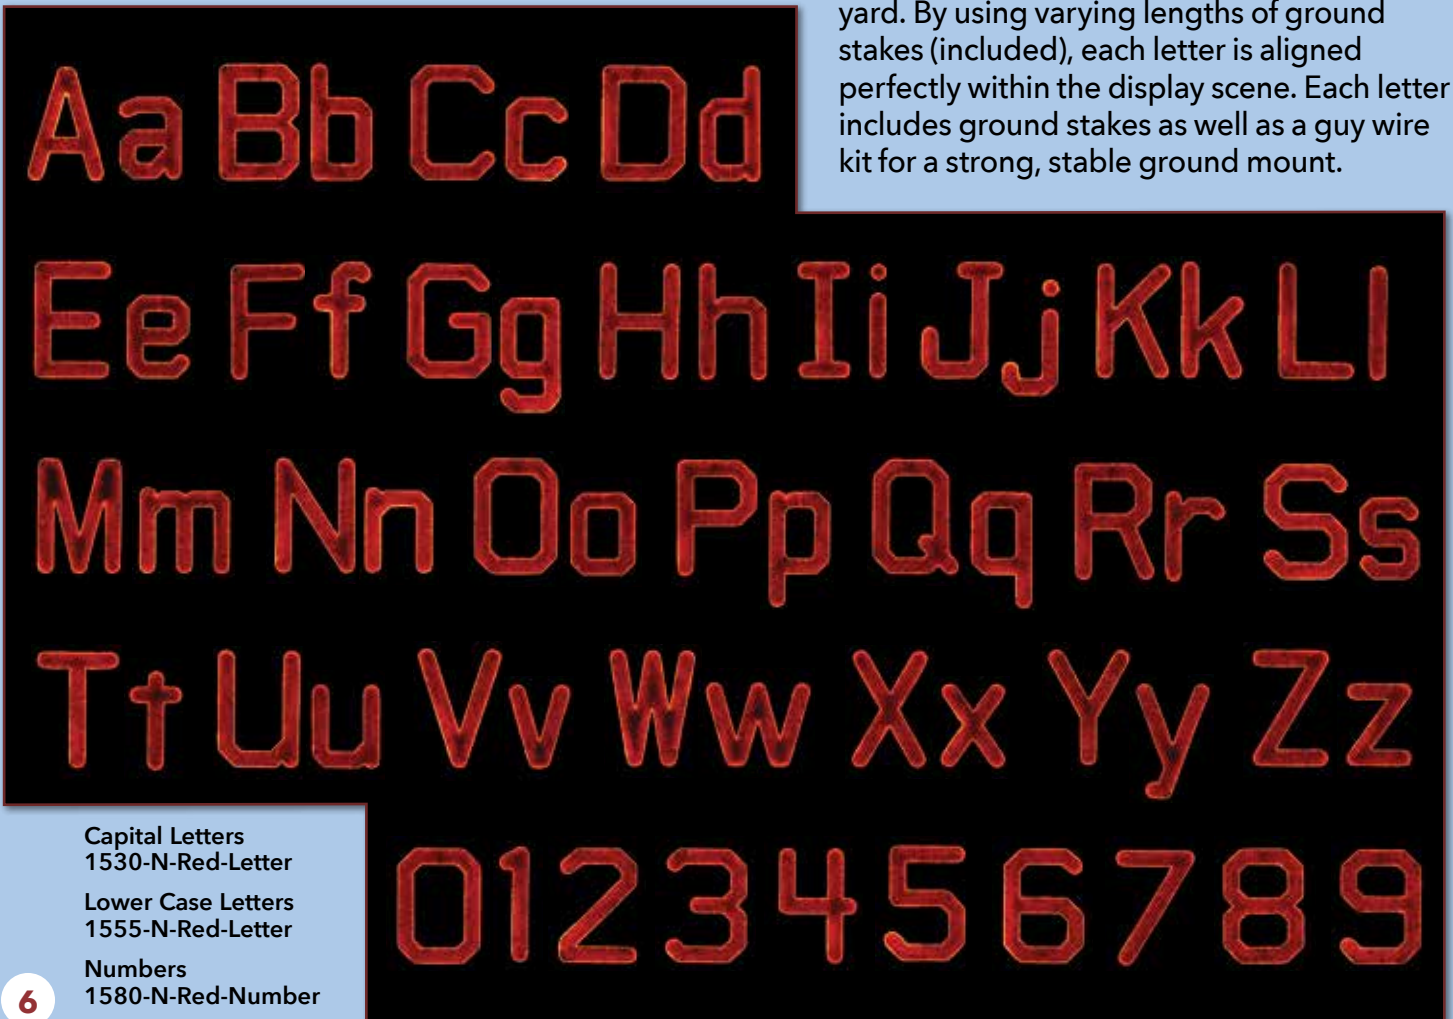 yard. By using varying lengths of ground
stakes (included), each letter is aligned
perfectly within the display scene. Each letter
includes ground stakes as well as a guy wire
kit for a strong, stable ground mount.
Aa Bb Cc Dd
Ee Ff Gg Hh Ii Jj Kk Ll
Mm Nn Oo Pp Qq Rr Ss
Tt Uu Vv Ww Xx Yy Zz
0123456789
Capital Letters
1530-N-Red-Letter
Lower Case Letters
1555-N-Red-Letter
Numbers
1580-N-Red-Number
6